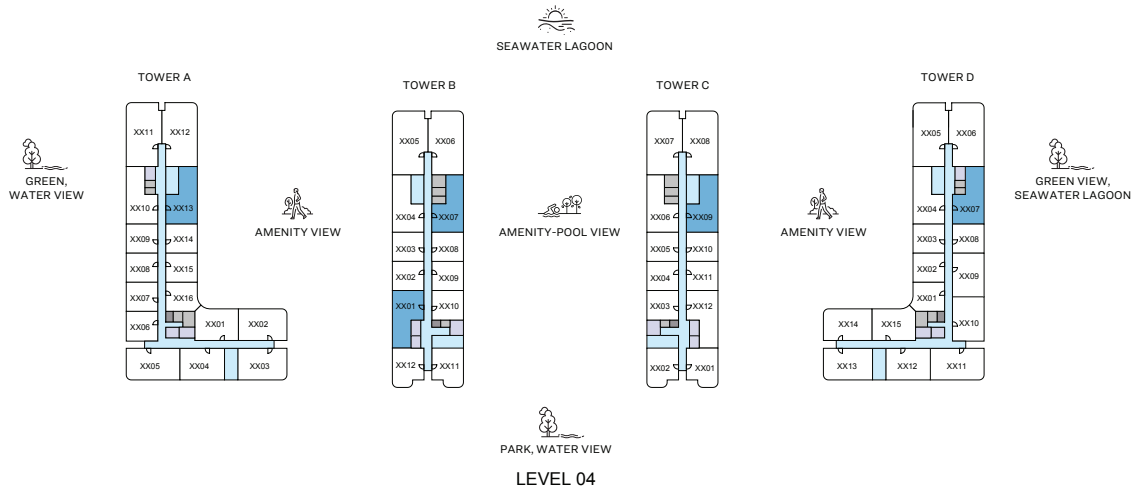 SEAWATER LAGOON
TOWER A
TOWER B
TOWER C
TOWER D
GREEN,
WATER VIEW
AMENITY VIEW
AMENITY-POOL VIEW
AMENITY VIEW
GREEN VIEW,
SEAWATER LAGOON
XX11 XX12
XX10 XX13
XX09 XX14
XX08 XX15
XX07 XX16
XX06 XX01 XX02
XX05 XX04 XX03
XX05 XX06
XX04 XX07
XX03 XX08
XX02 XX09
XX01 XX10
XX12 XX11
XX07 XX08
XX06 XX09
XX05 XX10
XX04 XX11
XX03 XX12
XX02 XX01
XX05 XX06
XX04 XX07
XX03 XX08
XX02 XX09
XX01
XX14 XX15 XX10
XX13 XX12 XX11
PARK, WATER VIEW
LEVEL 04